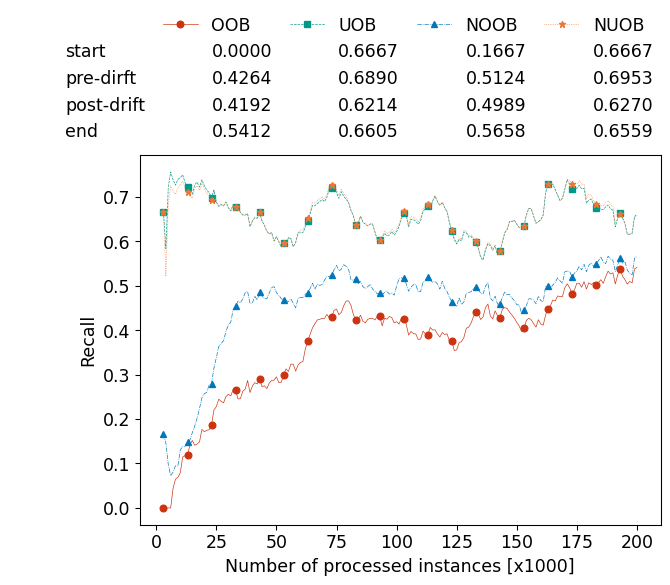 OOB UOB NOOB NUOB
start 0.0000 0.6667 0.1667 0.6667
pre-dirft 0.4264 0.6890 0.5124 0.6953
post-drift 0.4192 0.6214 0.4989 0.6270
end 0.5412 0.6605 0.5658 0.6559
Recall
0.7
0.6
0.5
0.4
0.3
0.2
0.1
0.0
0 25 50 75 100 125 150 175 200
Number of processed instances [x1000]